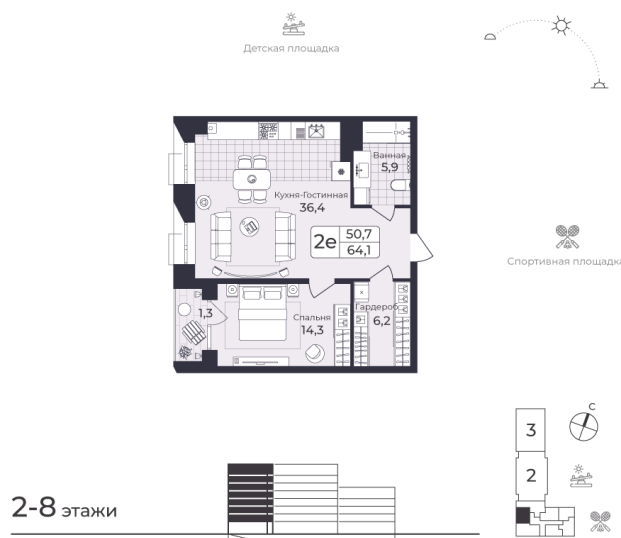 Детская площадка
Ванная
5,9
Кухня-Гостинная
36,4
2е 50,7
64,1
Спортивная площадка
1,3
Спальня
14,3
Гардероб
6,2
С
3
2
2-8 этажи